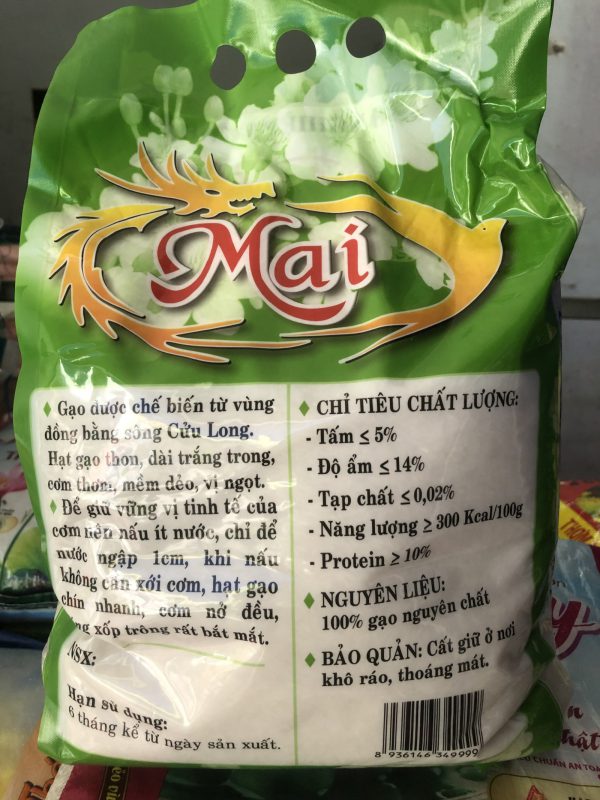 Mai
♦ Gạo được chế biến từ vùng
đồng bằng sông Cửu Long.
Hạt gạo thon, dài trắng trong,
cơm thơm, mềm dẻo, vị ngọt.
♦ Để giữ vững vị tinh tế của
cơm nên nấu ít nước, chỉ để
nước ngập 1cm, khi nấu
không cần xới cơm, hạt gạo
chín nhanh, cơm nở đều,
xốp trông rất bắt mắt.
NSX:
Hạn sử dụng:
6 tháng kể từ ngày sản xuất.
♦ CHỈ TIÊU CHẤT LƯỢNG:
- Tấm ≤ 5%
- Độ ẩm ≤ 14%
- Tạp chất ≤ 0,02%
- Năng lượng ≥ 300 Kcal/100g
- Protein ≥ 10%
♦ NGUYÊN LIỆU:
100% gạo nguyên chất
♦ BẢO QUẢN: Cất giữ ở nơi
khô ráo, thoáng mát.
8 936146 349999